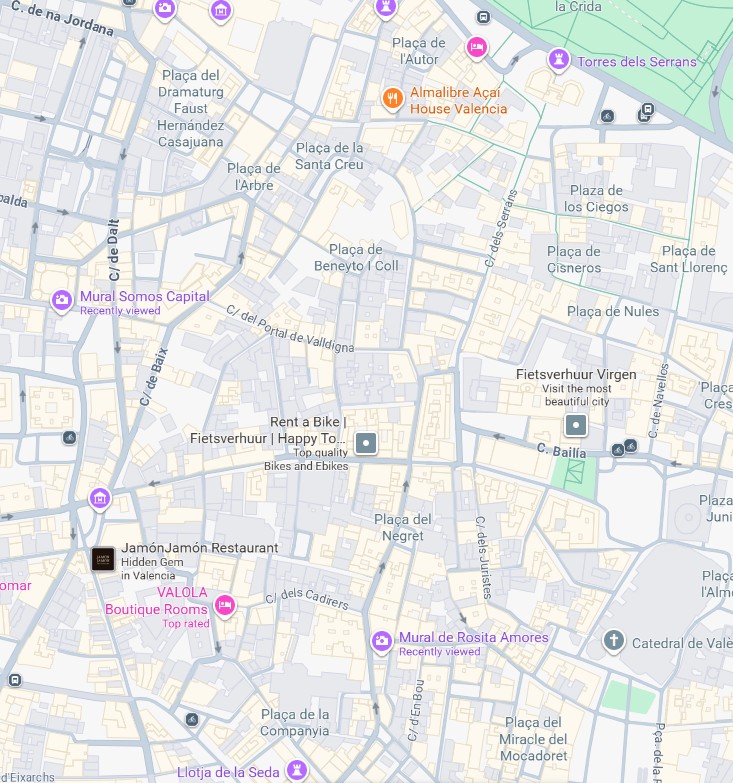 C. de na Jordana
la Crida
Plaça de
l'Autor
Torres dels Serrans
Plaça del
Dramaturg
Faust
Hernández
Casajuana
Almalibre Açaí
House Valencia
Plaça de la
Santa Creu
Plaça de
l'Arbre
Plaza de
los Ciegos
C/ de Dalt
C/ dels Serrans
Plaça de
Beneyto I Coll
Plaça de
Cisneros
Plaça de
Sant Llorenç
Mural Somos Capital
Recently viewed
C/ del Portal de Valldigna
Plaça de Nules
C/ de Baix
Fietsverhuur Virgen
Visit the most
beautiful city
C. de Navellos
Plaça
Cres
Rent a Bike |
Fietsverhuur | Happy To...
Top quality
Bikes and Ebikes
C. Bailía
Plaza
Juni
Plaça del
Negret
C/ dels Juristes
JamónJamón Restaurant
Hidden Gem
in Valencia
Plaça
l'Alm
omar
VALOLA
Boutique Rooms
Top rated
C/ dels Cadirers
Mural de Rosita Amores
Recently viewed
Catedral de Valè
C/ d'En Bou
Plaça de la
Companyia
Plaça del
Miracle del
Mocadoret
Pça. de la
Llotja de la Seda
d'Eixarchs